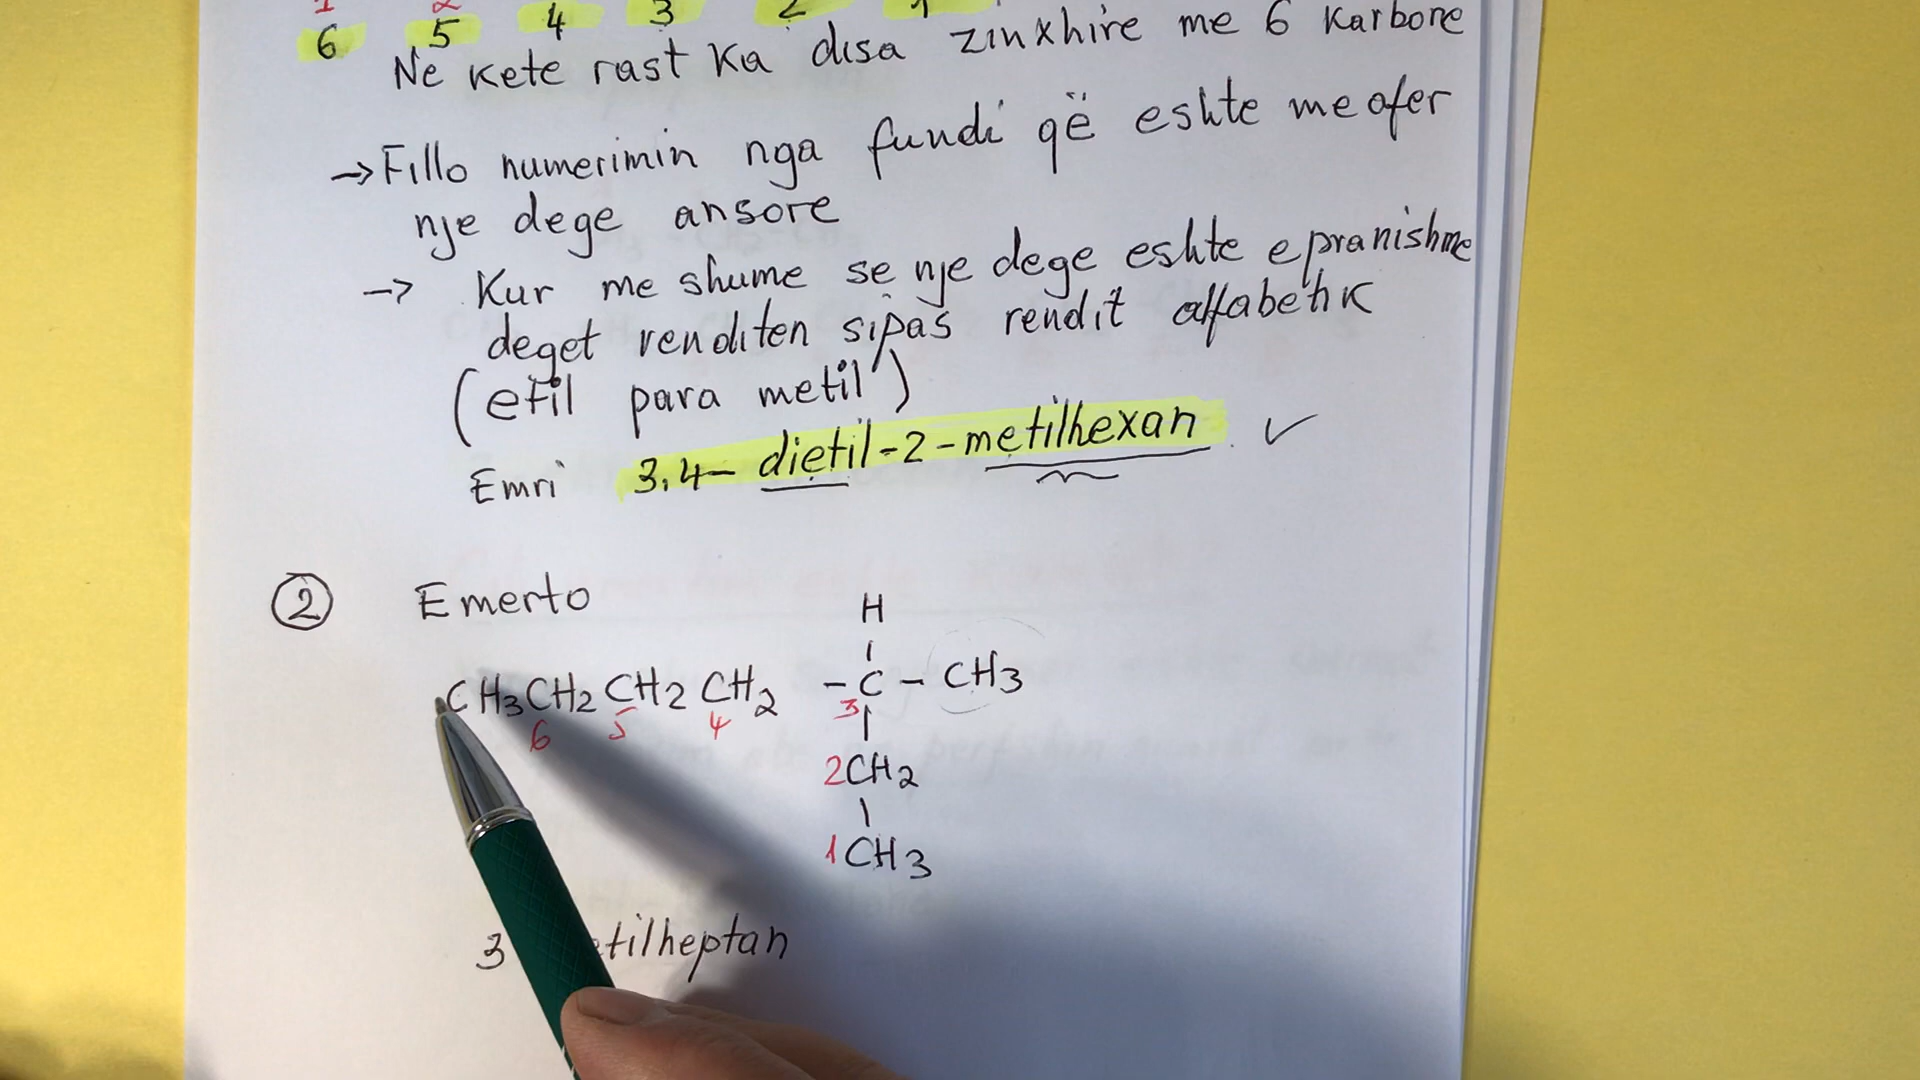 6 5 4 3 2 1
Ne kete rast ka disa zinxhire me 6 karbone
→ Fillo numerimin nga fundi që eshte me afer
nje dege ansore
→ Kur me shume se nje dege eshte e pranishme
deget renditen sipas rendit alfabetik
(etil para metil)
Emri 3,4-dietil-2-metilhexan ✓
② Emerto
H
CH3CH2CH2CH2 - C - CH3
6 5 4 3
2CH2
1CH3
3 tilheptan